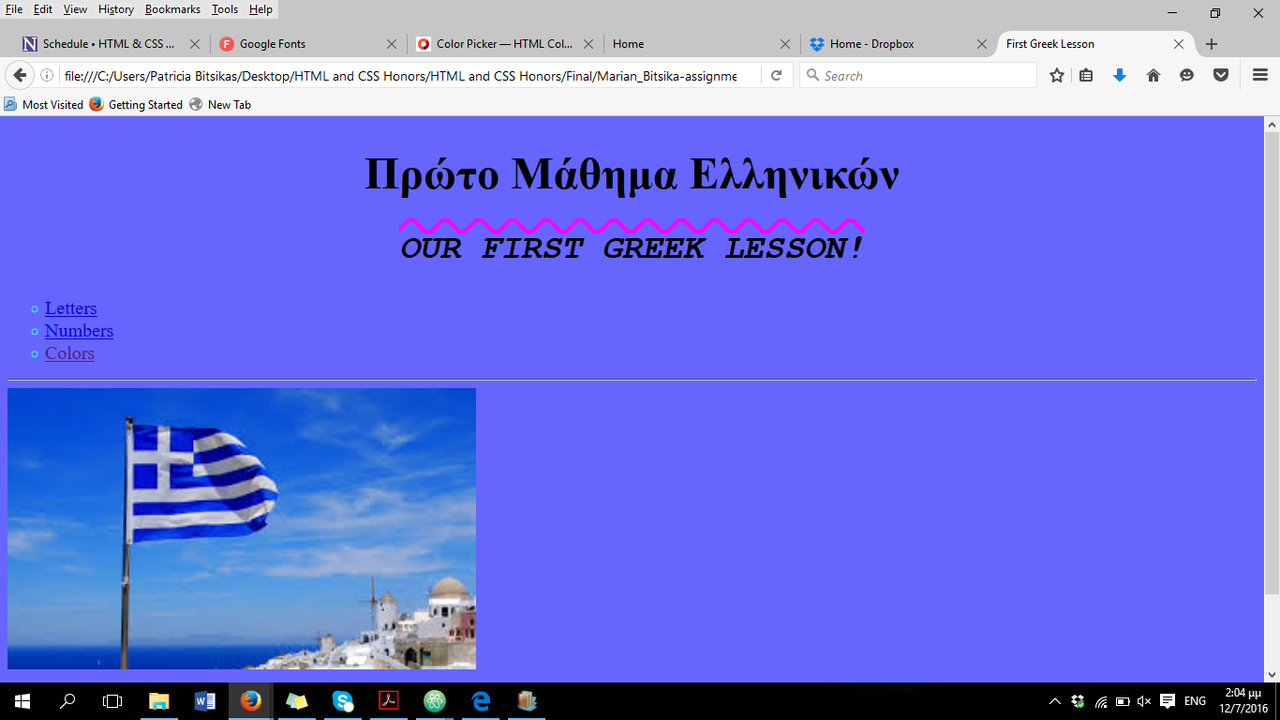 File Edit View History Bookmarks Tools Help
Schedule • HTML & CSS ... Google Fonts Color Picker — HTML Col... Home Home - Dropbox First Greek Lesson
file:///C:/Users/Patricia Bitsikas/Desktop/HTML and CSS Honors/HTML and CSS Honors/Final/Marian_Bitsika-assignme Search
Most Visited Getting Started New Tab
Πρώτο Μάθημα Ελληνικών
OUR FIRST GREEK LESSON!
Letters
Numbers
Colors
2:04 μμ
ENG
12/7/2016